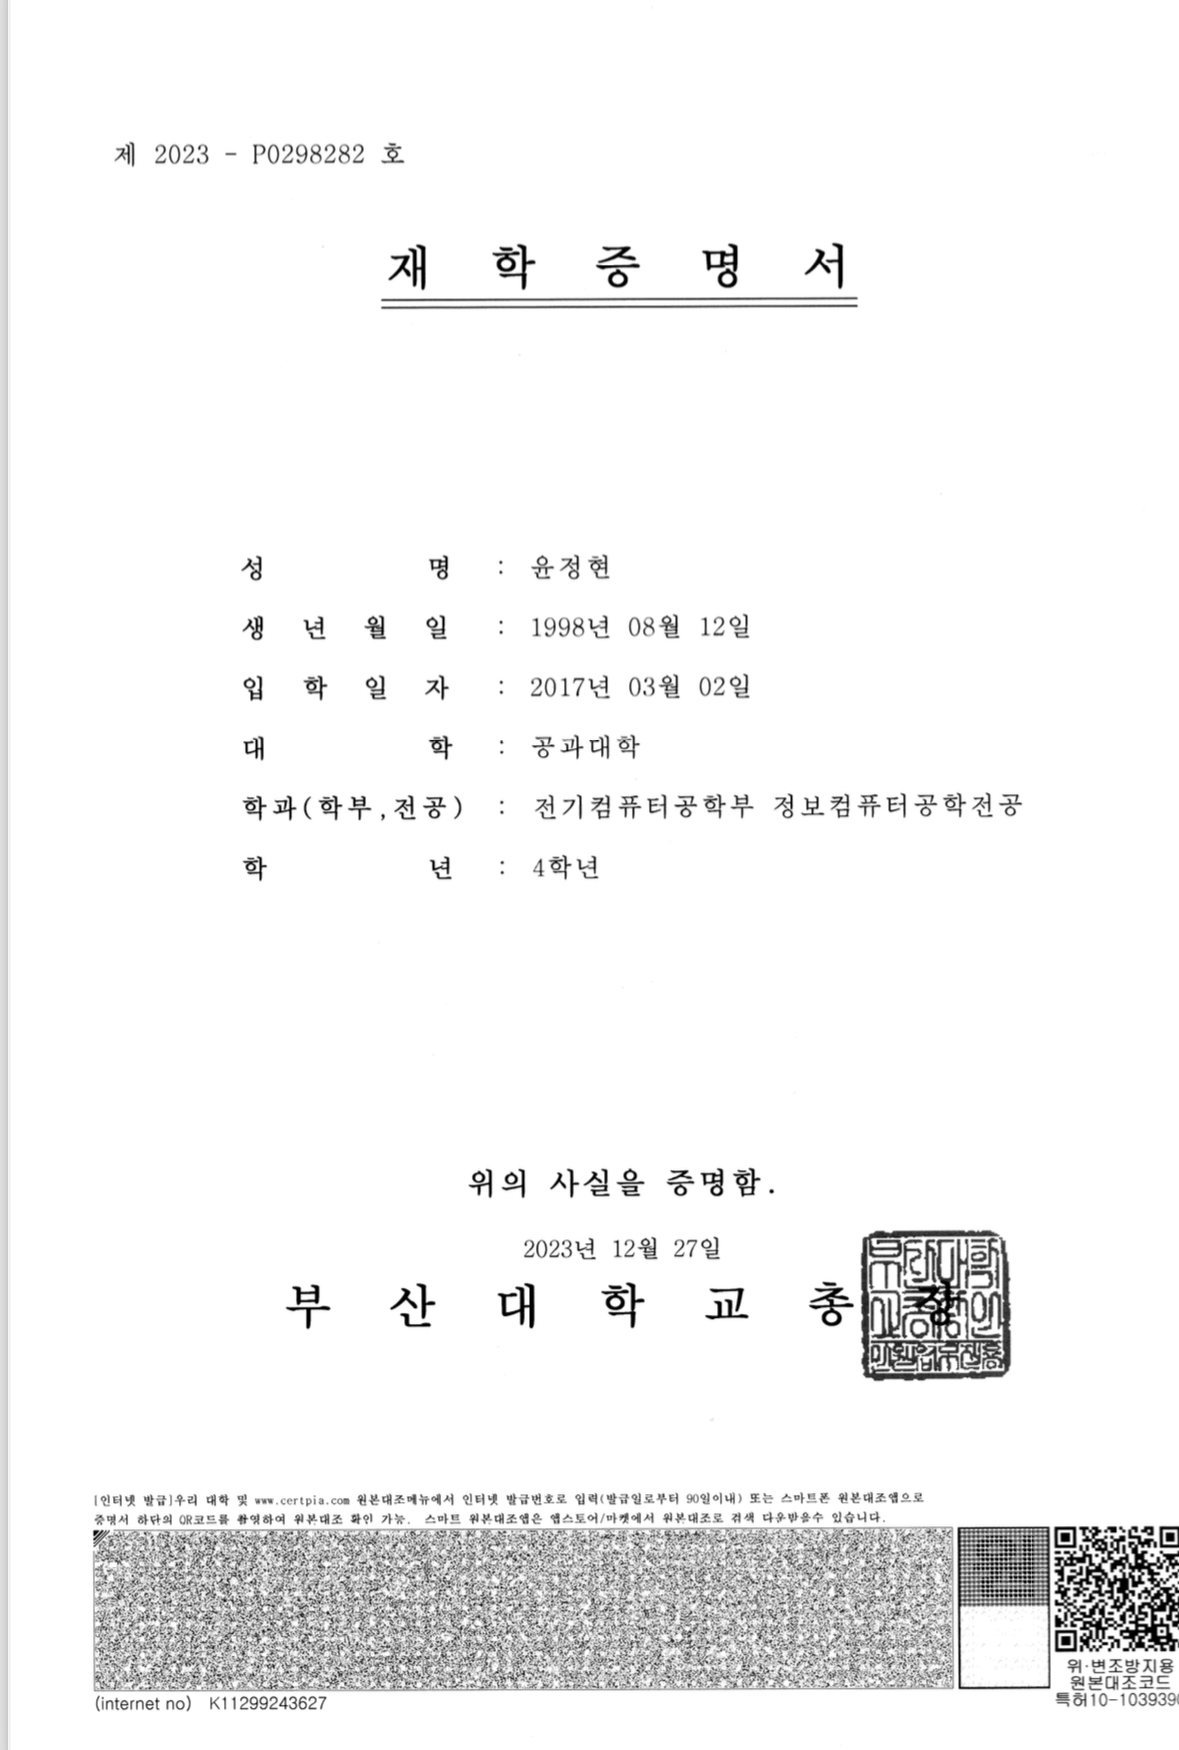 제 2023 - P0298282 호
재 학 증 명 서
성 명 : 윤정현
생 년 월 일 : 1998년 08월 12일
입 학 일 자 : 2017년 03월 02일
대 학 : 공과대학
학과(학부,전공) : 전기컴퓨터공학부 정보컴퓨터공학전공
학 년 : 4학년
위의 사실을 증명함.
2023년 12월 27일
부 산 대 학 교 총 장
[인터넷 발급]우리 대학 및 www.certpia.com 원본대조메뉴에서 인터넷 발급번호로 입력(발급일로부터 90일이내) 또는 스마트폰 원본대조앱으로
증명서 하단의 QR코드를 촬영하여 원본대조 확인 가능. 스마트 원본대조앱은 앱스토어/마켓에서 원본대조로 검색 다운받을수 있습니다.
위·변조방지용
원본대조코드
(internet no) K11299243627
특허10-1039390